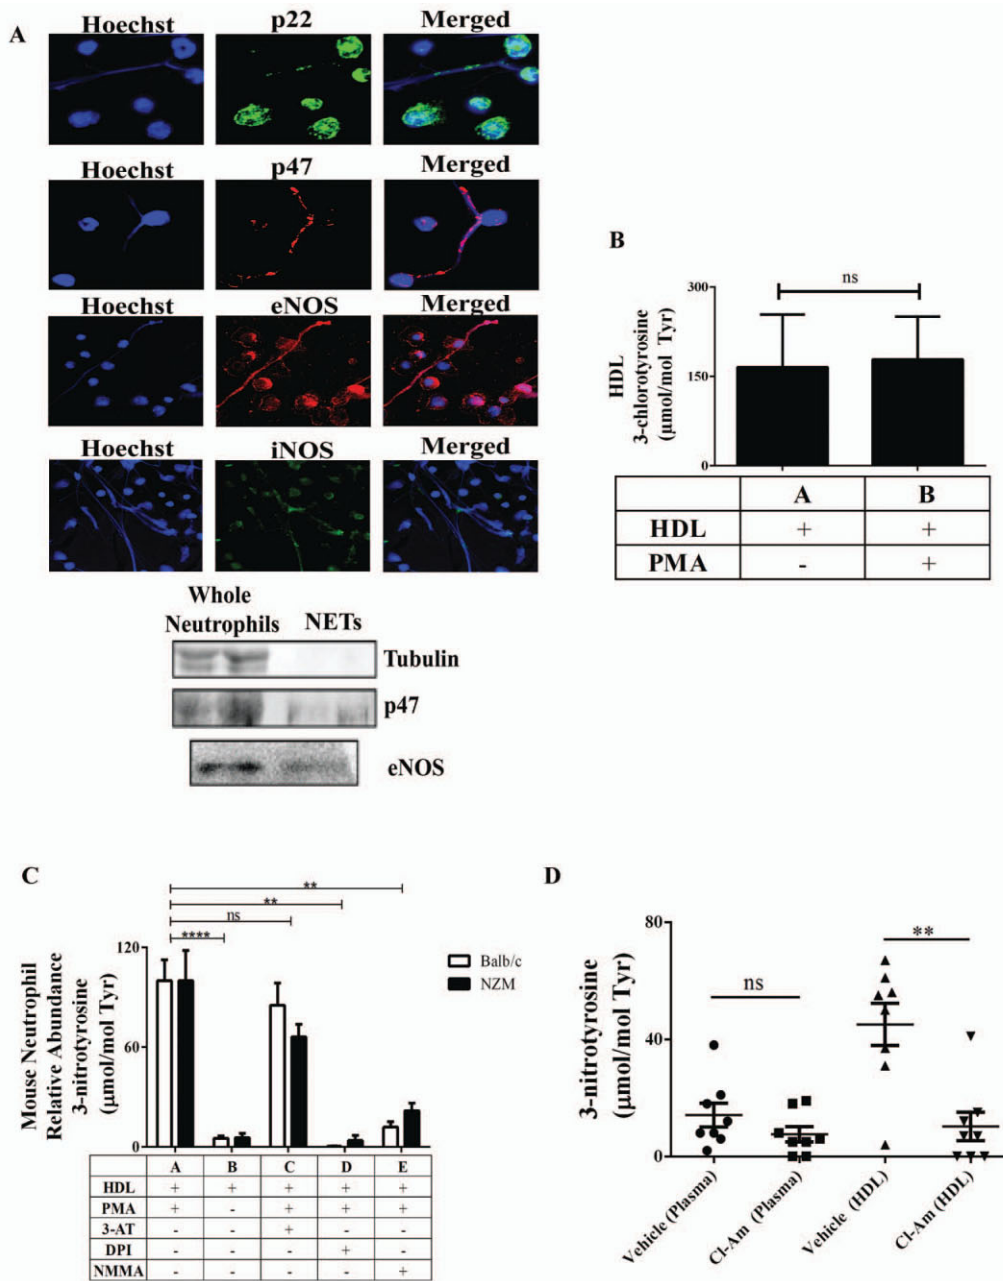 A
Hoechst p22 Merged
Hoechst p47 Merged
Hoechst eNOS Merged
Hoechst iNOS Merged
Whole
Neutrophils NETs
Tubulin
p47
eNOS
B
HDL
3-chlorotyrosine
(μmol/mol Tyr)
300
150
0
ns
A B
HDL + +
PMA - +
C
Mouse Neutrophil
Relative Abundance
3-nitrotyrosine
(μmol/mol Tyr)
120
60
0
**
**
ns
****
Balb/c
NZM
A B C D E
HDL + + + + +
PMA + - + + +
3-AT - - + - -
DPI - - - + -
NMMA - - - - +
D
3-nitrotyrosine
(μmol/mol Tyr)
80
40
0
ns
**
Vehicle (Plasma)
Cl-Am (Plasma)
Vehicle (HDL)
Cl-Am (HDL)